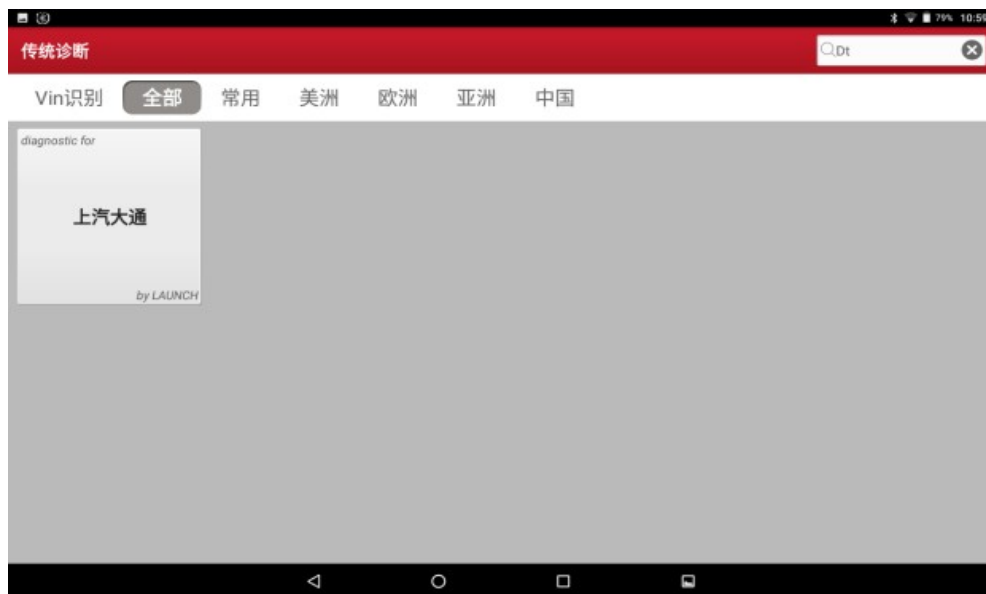 79% 10:59
传统诊断
Dt
Vin识别 全部 常用 美洲 欧洲 亚洲 中国
diagnostic for
上汽大通
by LAUNCH